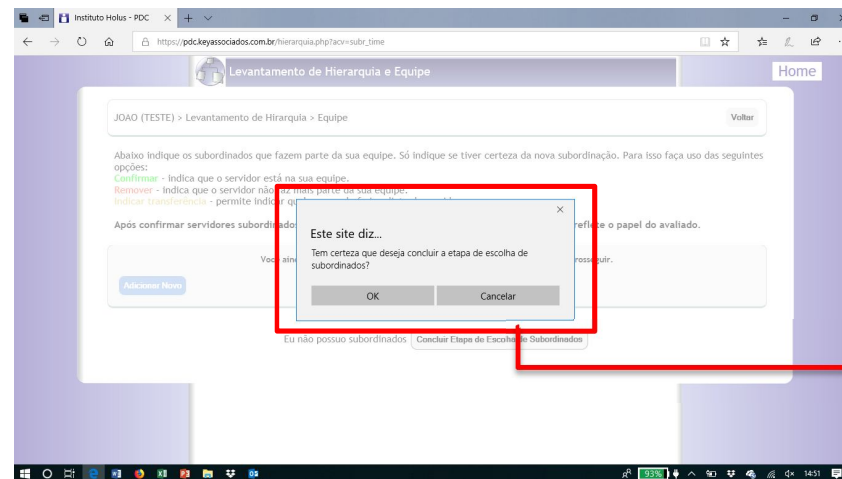 Instituto Holus - PDC
https://pdc.keyassociados.com.br/hierarquia.php?acv=subr_time
Levantamento de Hierarquia e Equipe
Home
JOAO (TESTE) > Levantamento de Hirarquia > Equipe
Voltar
Abaixo indique os subordinados que fazem parte da sua equipe. Só indique se tiver certeza da nova subordinação. Para isso faça uso das seguintes
opções:
Confirmar - indica que o servidor está na sua equipe.
Remover - indica que o servidor não faz mais parte da sua equipe.
Indicar transferência - permite indicar
Após confirmar servidores subordinados
reflete o papel do avaliado.
Este site diz...
Tem certeza que deseja concluir a etapa de escolha de
subordinados?
OK
Cancelar
Adicionar Novo
Eu não possuo subordinados
Concluir Etapa de Escolha de Subordinados
93%
14:51